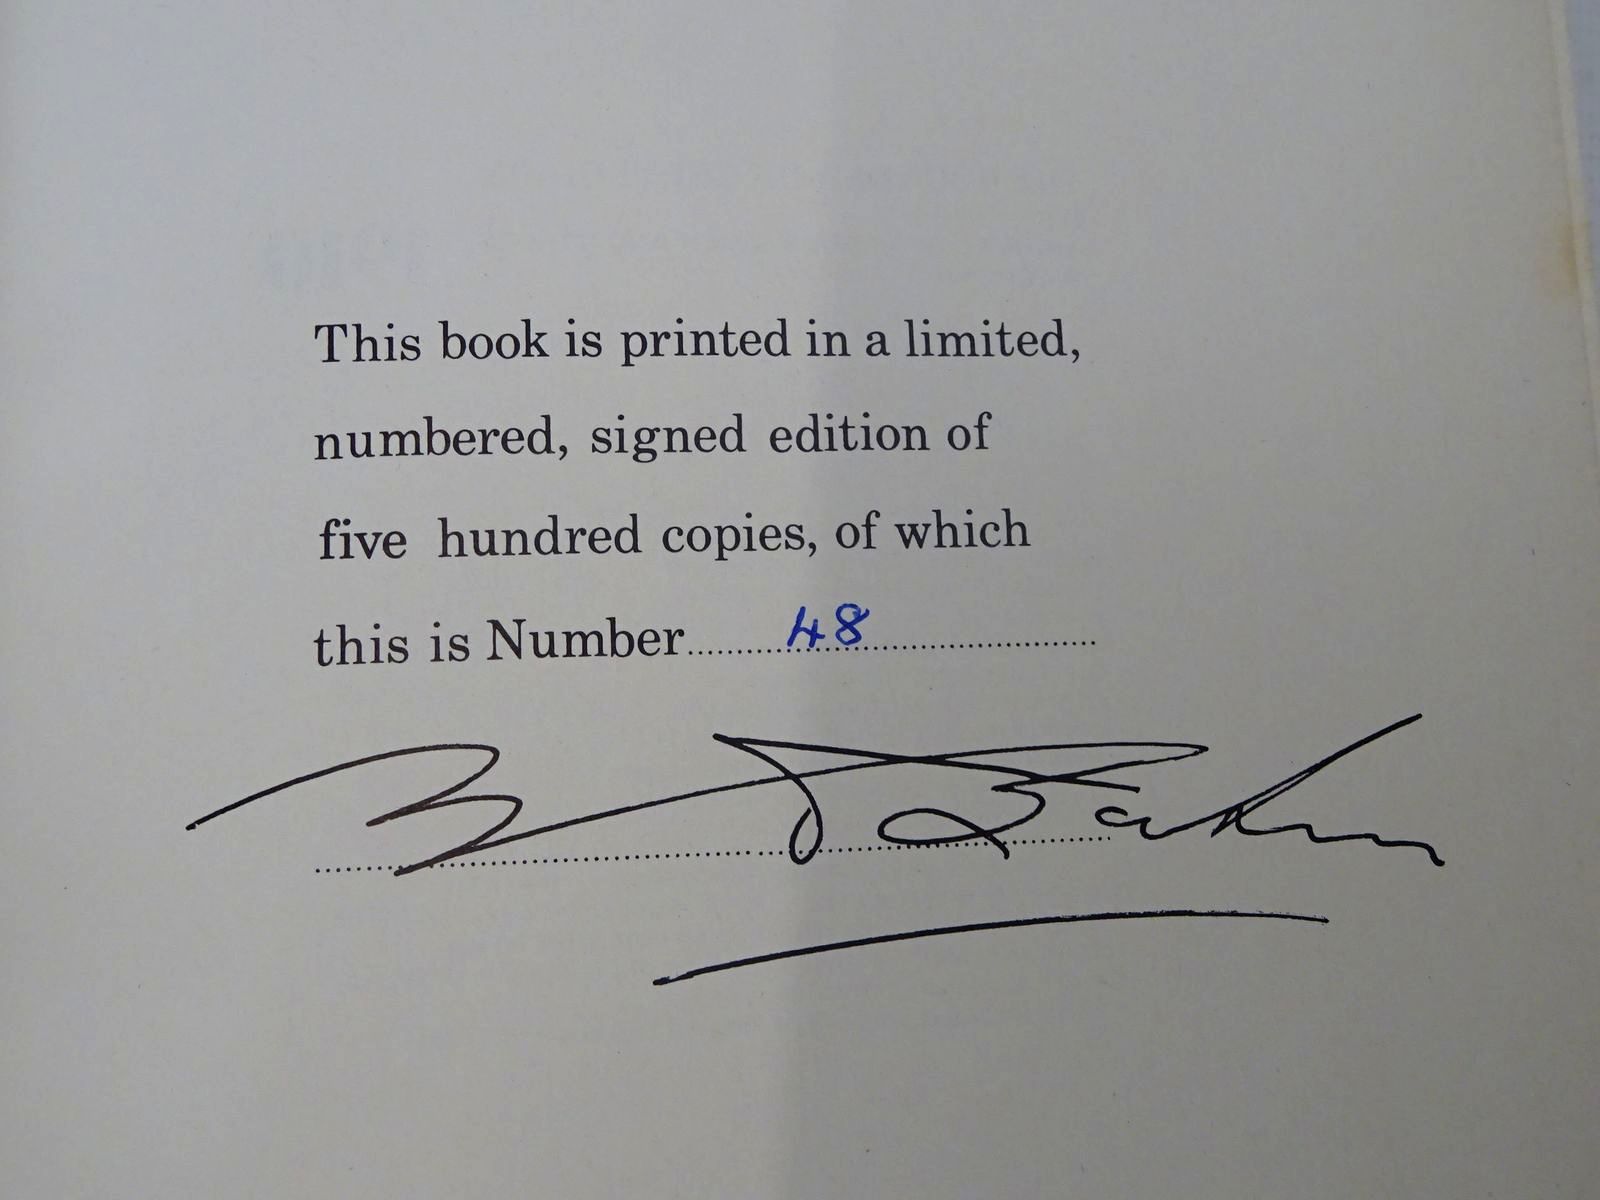 This book is printed in a limited,
numbered, signed edition of
five hundred copies, of which
this is Number 48